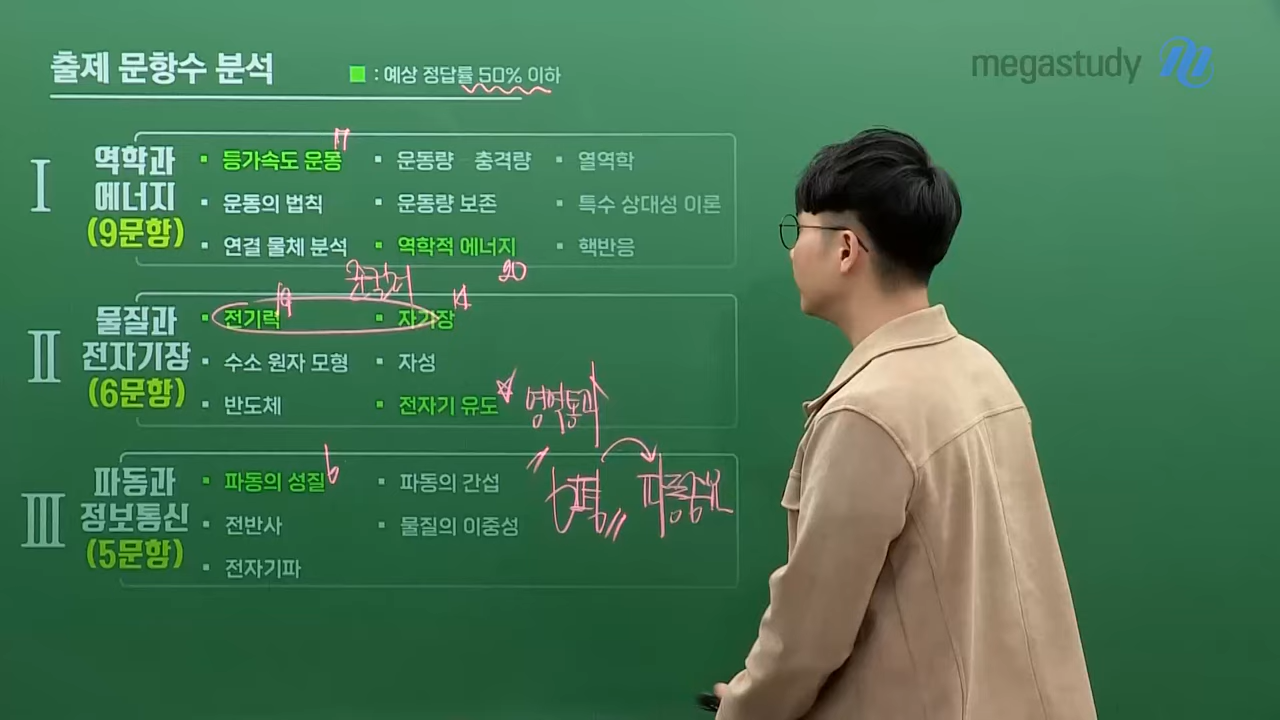 출제 문항수 분석
: 예상 정답률 50% 이하
megastudy
I 역학과 에너지 (9문항)
17
등가속도 운동 운동량 충격량 열역학
운동의 법칙 운동량 보존 특수 상대성 이론
연결 물체 분석 역학적 에너지 핵반응
20
II 물질과 전자기장 (6문항)
19
전기력 자기장
수소 원자 모형 자성
반도체 전자기 유도
영역통과
III 파동과 정보통신 (5문항)
파동의 성질 6 파동의 간섭
전반사 물질의 이중성
전자기파